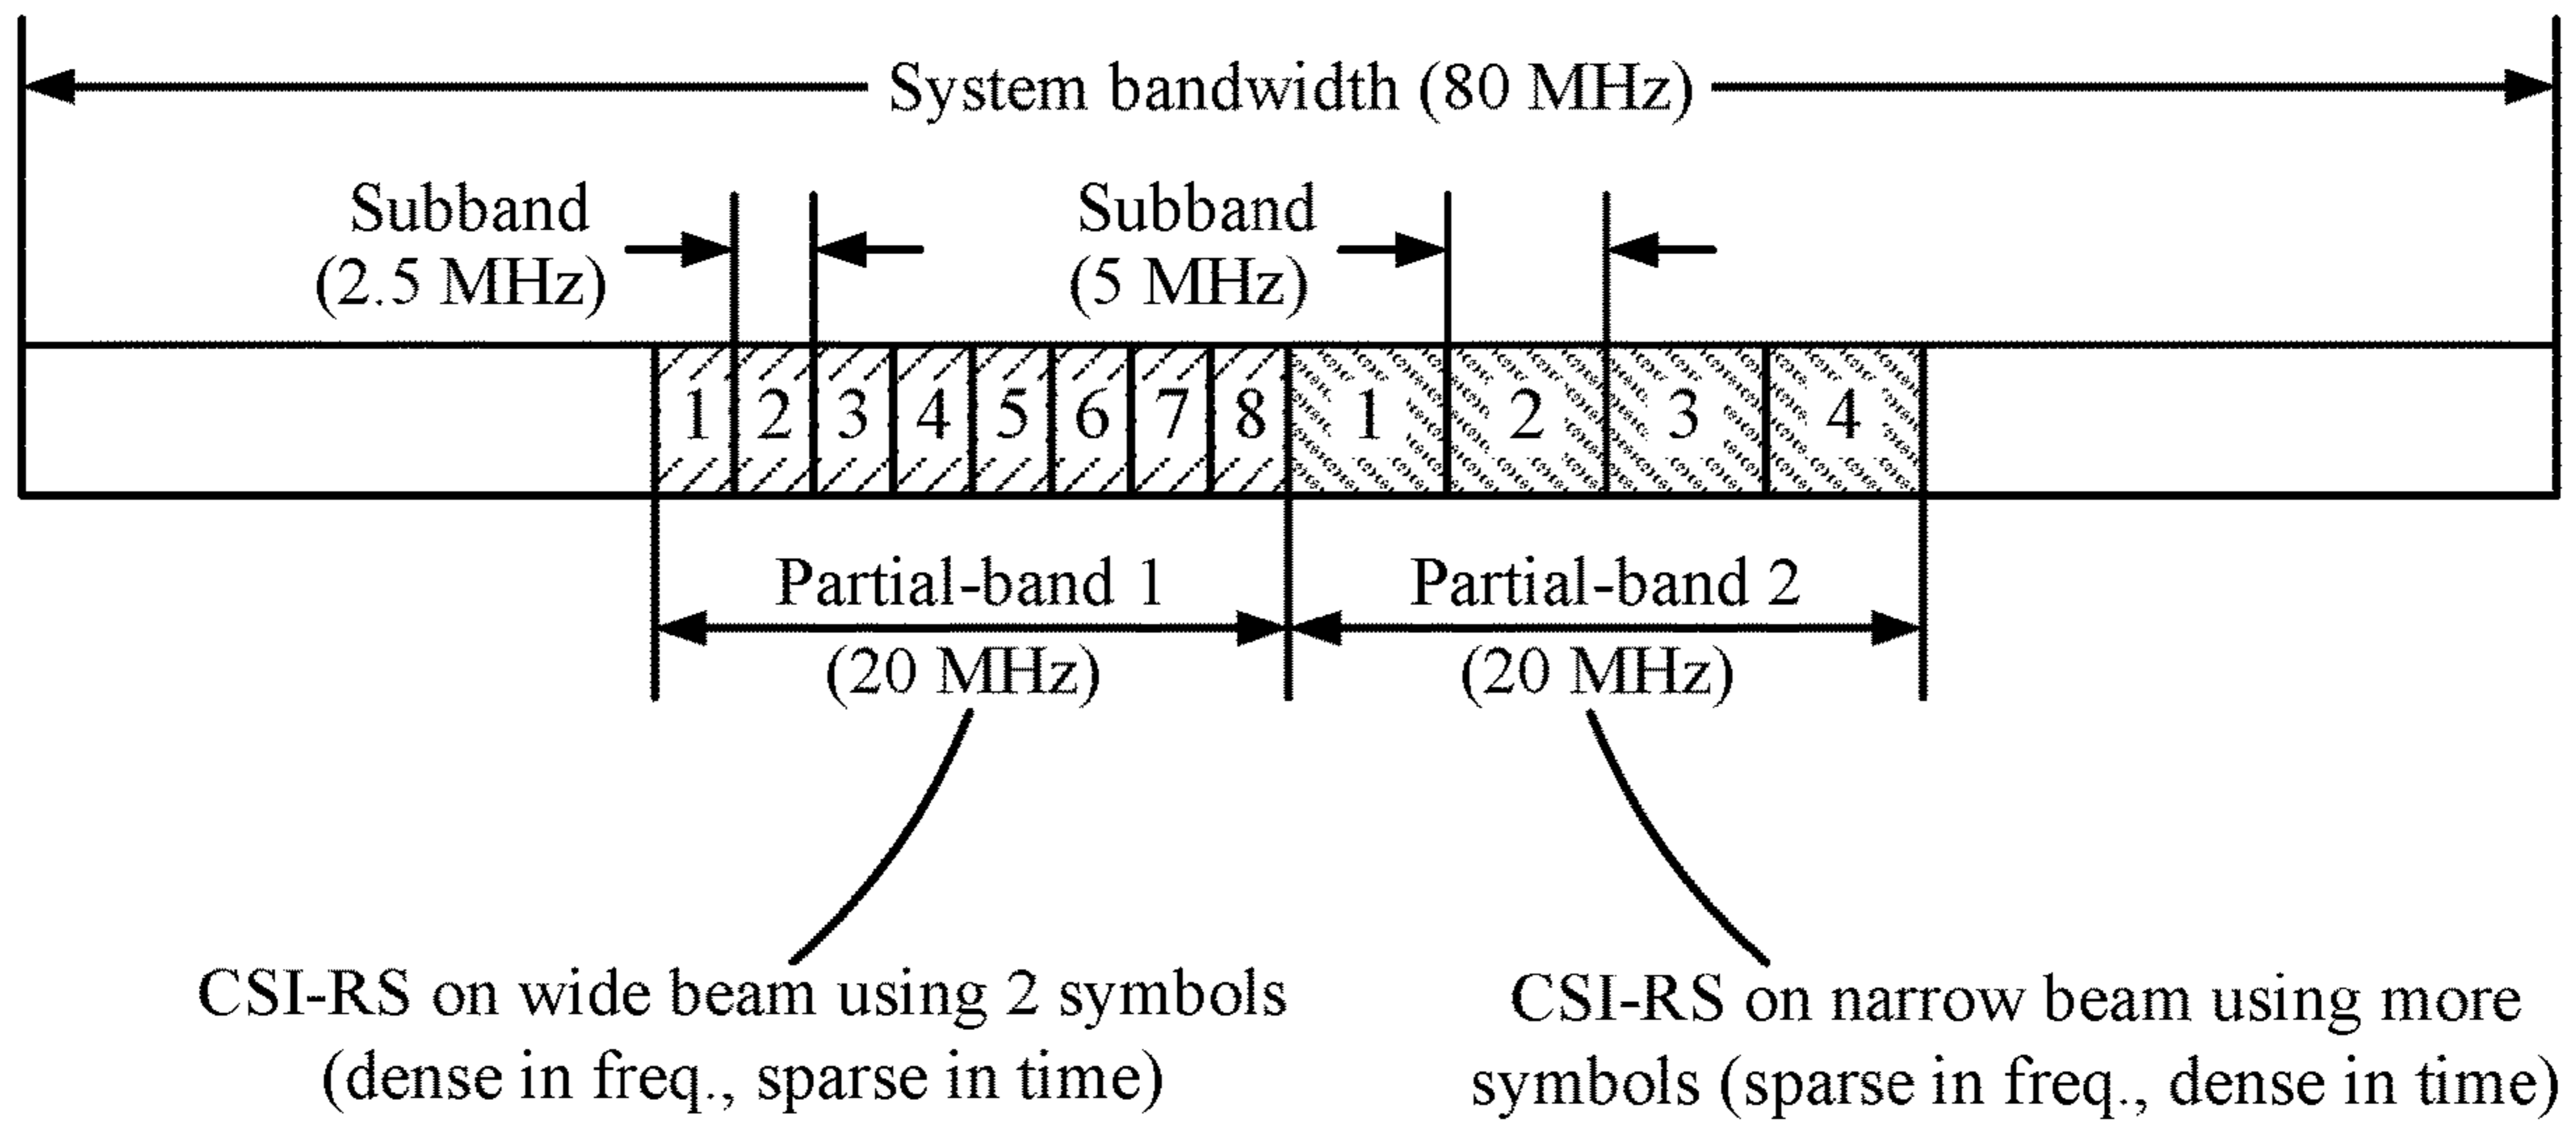 System bandwidth (80 MHz)
Subband
(2.5 MHz)
Subband
(5 MHz)
1 2 3 4 5 6 7 8 1 2 3 4
Partial-band 1
(20 MHz)
Partial-band 2
(20 MHz)
CSI-RS on wide beam using 2 symbols
(dense in freq., sparse in time)
CSI-RS on narrow beam using more
symbols (sparse in freq., dense in time)